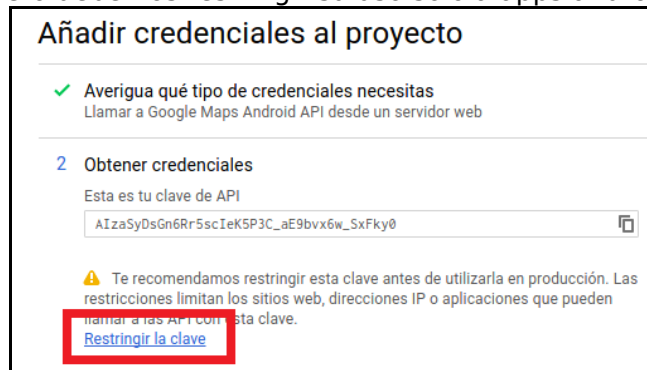 Añadir credenciales al proyecto
Averigua qué tipo de credenciales necesitas
Llamar a Google Maps Android API desde un servidor web
2 Obtener credenciales
Esta es tu clave de API
AIzaSyDsGn6Rr5scIeK5P3C_aE9bvx6w_SxFky0
Te recomendamos restringir esta clave antes de utilizarla en producción. Las
restricciones limitan los sitios web, direcciones IP o aplicaciones que pueden
llamar a las API con esta clave.
Restringir la clave